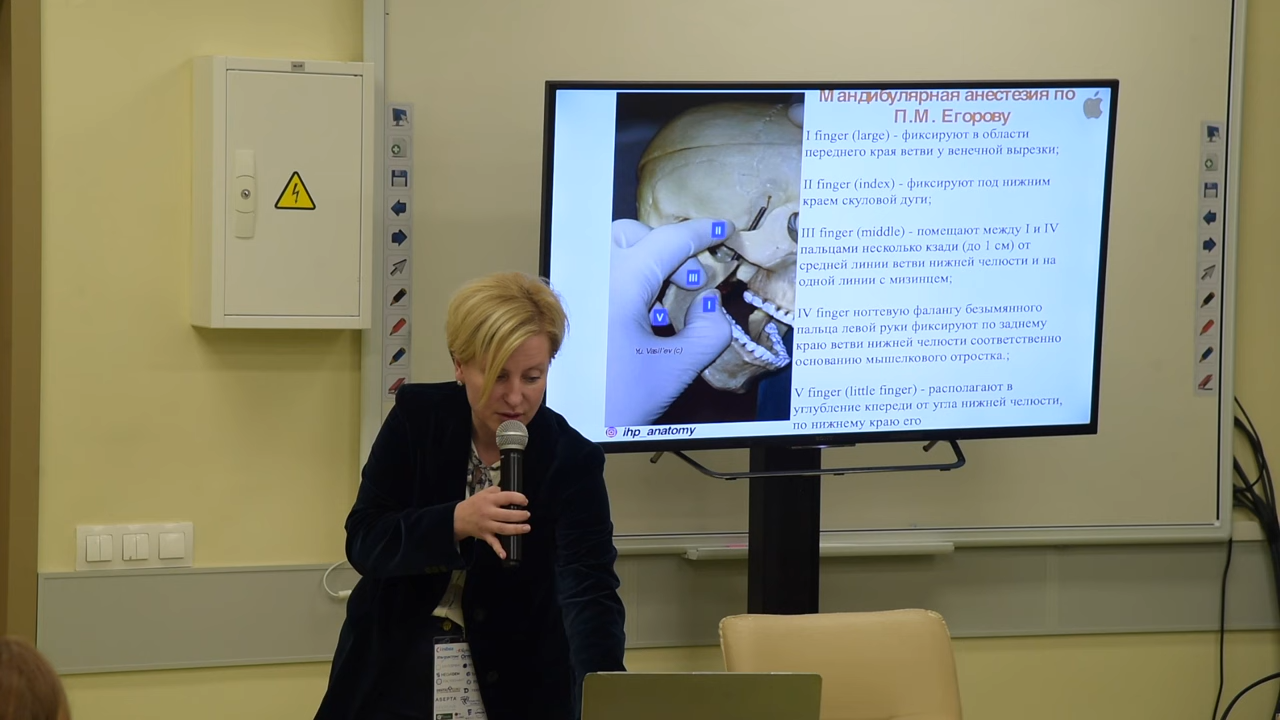 Мандибулярная анестезия по
П.М. Егорову
I finger (large) - фиксируют в области
переднего края ветви у венечной вырезки;
II finger (index) - фиксируют под нижним
краем скуловой дуги;
III finger (middle) - помещают между I и IV
пальцами несколько кзади (до 1 см) от
средней линии ветви нижней челюсти и на
одной линии с мизинцем;
IV finger ногтевую фалангу безымянного
пальца левой руки фиксируют по заднему
краю ветви нижней челюсти соответственно
основанию мыщелкового отростка.;
V finger (little finger) - располагают в
углубление кпереди от угла нижней челюсти,
по нижнему краю его
II
III
I
V
Yu. Vasil'ev (c)
ihp_anatomy
ASEPTA